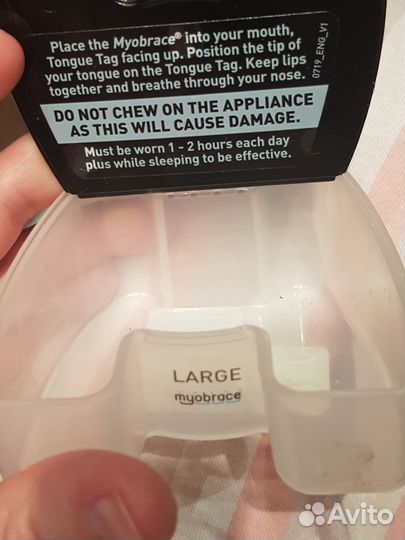 Place the Myobrace® into your mouth,
Tongue Tag facing up. Position the tip of
your tongue on the Tongue Tag. Keep lips
together and breathe through your nose.
DO NOT CHEW ON THE APPLIANCE
AS THIS WILL CAUSE DAMAGE.
Must be worn 1 - 2 hours each day
plus while sleeping to be effective.
0719_ENG_V1
LARGE
myobrace
Avito